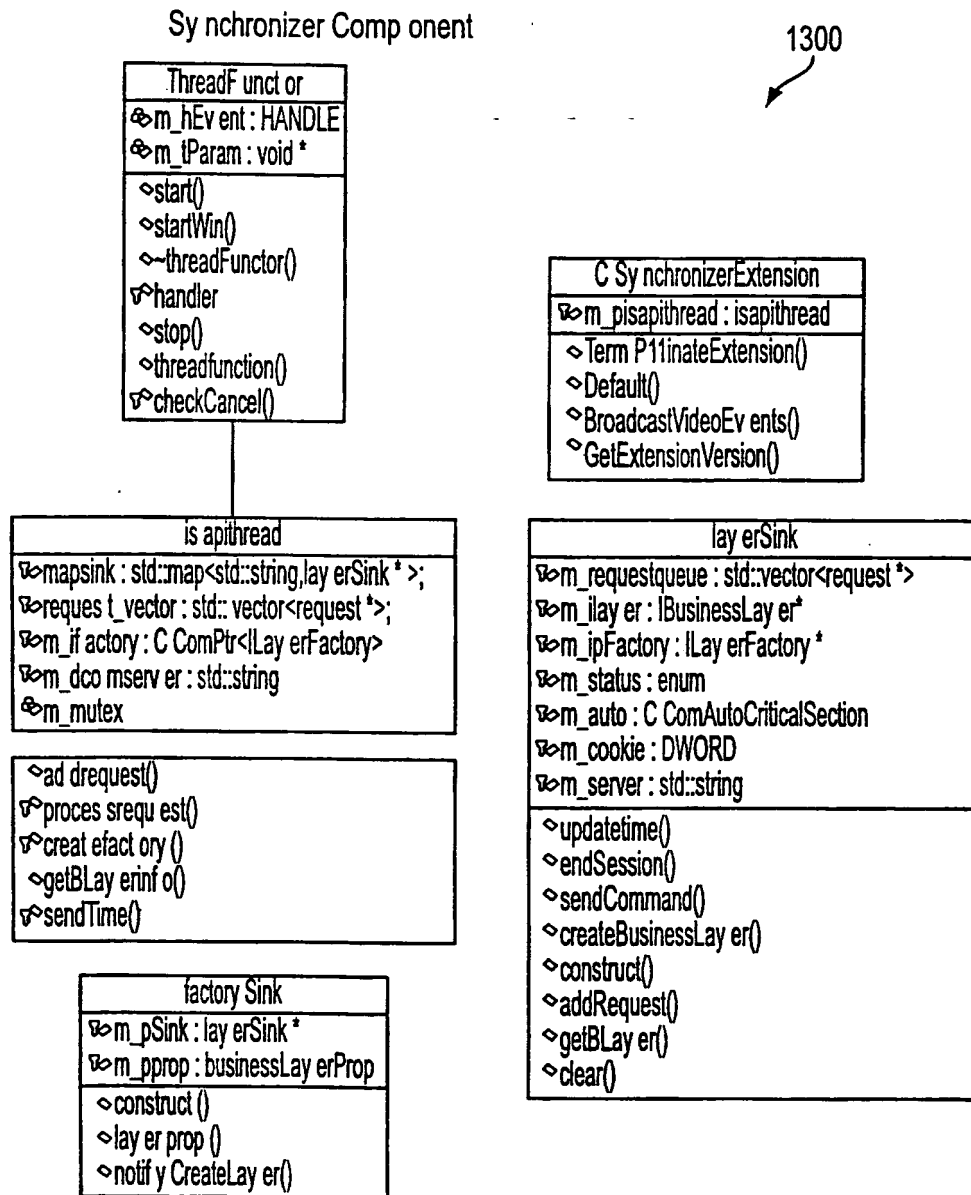 Sy nchronizer Comp onent
1300
ThreadF unct or
m_hEv ent : HANDLE
m_tParam : void *
start()
startWin()
~threadFunctor()
handler
stop()
threadfunction()
checkCancel()
C Sy nchronizerExtension
m_pisapithread : isapithread
Term P11inateExtension()
Default()
BroadcastVideoEv ents()
GetExtensionVersion()
is apithread
mapsink : std::map<std::string,lay erSink * >;
reques t_vector : std:: vector<request *>;
m_if actory : C ComPtr<ILay erFactory>
m_dco mserv er : std::string
m_mutex
ad drequest()
proces srequ est()
creat efact ory ()
getBLay erinf o()
sendTime()
lay erSink
m_requestqueue : std::vector<request *>
m_ilay er : IBusinessLay er*
m_ipFactory : ILay erFactory *
m_status : enum
m_auto : C ComAutoCriticalSection
m_cookie : DWORD
m_server : std::string
updatetime()
endSession()
sendCommand()
createBusinessLay er()
construct()
addRequest()
getBLay er()
clear()
factory Sink
m_pSink : lay erSink *
m_pprop : businessLay erProp
construct ()
lay er prop ()
notif y CreateLay er()